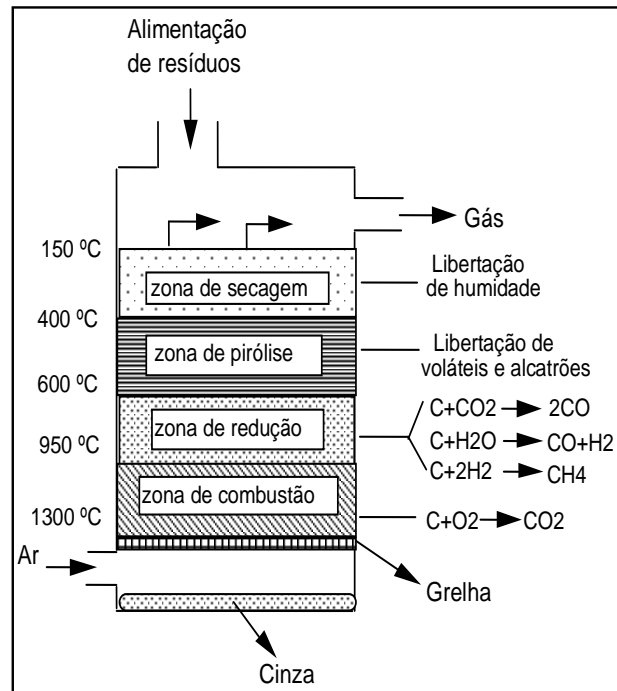 Alimentação
de resíduos
Gás
150 ºC
zona de secagem
Libertação
de humidade
400 ºC
zona de pirólise
Libertação de
voláteis e alcatrões
600 ºC
zona de redução
C+CO2 2CO
C+H2O CO+H2
C+2H2 CH4
950 ºC
zona de combustão
1300 ºC
C+O2 CO2
Ar
Grelha
Cinza